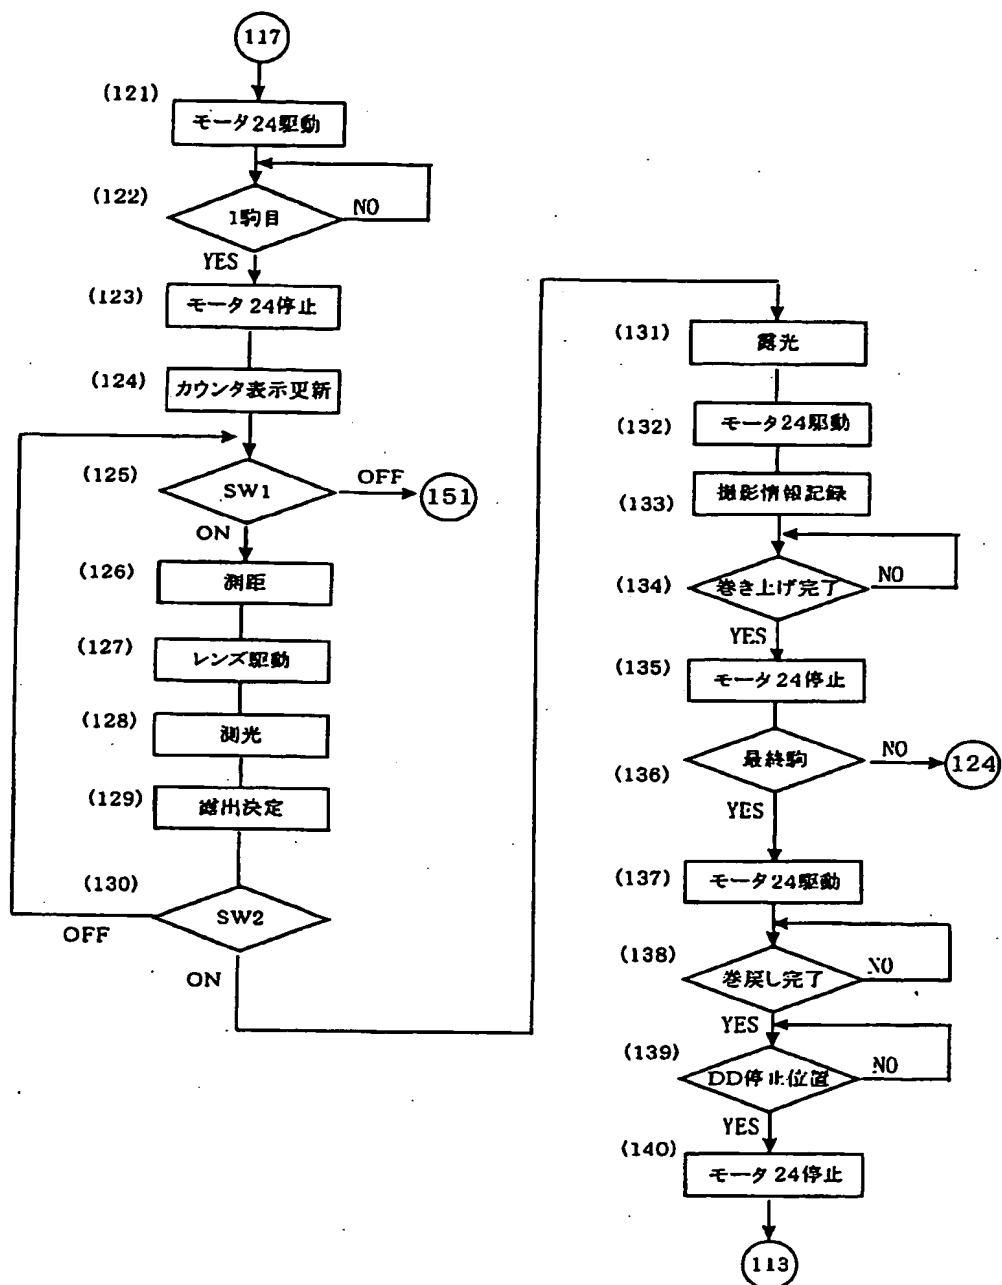 117
(121)
モータ24駆動
(122)
1駒目
NO
YES
(123)
モータ24停止
(124)
カウンタ表示更新
(125)
SW1
OFF
151
ON
(126)
測距
(127)
レンズ駆動
(128)
測光
(129)
露出決定
(130)
SW2
OFF
ON
(131)
露光
(132)
モータ24駆動
(133)
撮影情報記録
(134)
巻き上げ完了
NO
YES
(135)
モータ24停止
(136)
最終駒
NO
124
YES
(137)
モータ24駆動
(138)
巻戻し完了
NO
YES
(139)
DD停止位置
NO
YES
(140)
モータ24停止
113